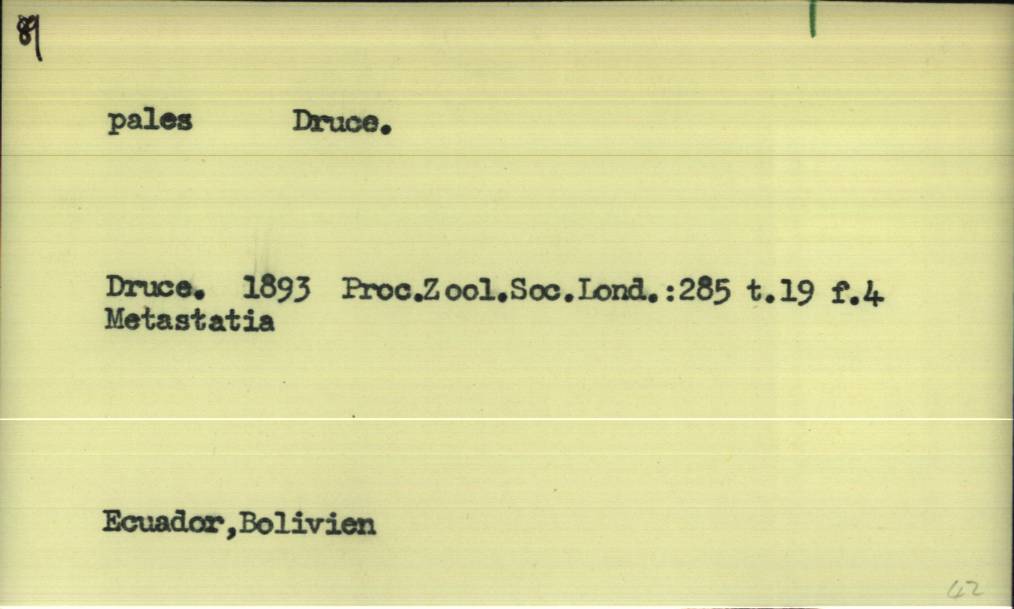 89
pales Druce.
Druce. 1893 Proc.Zool.Soc.Lond.:285 t.19 f.4
Metastatia
Ecuador,Bolivien
42